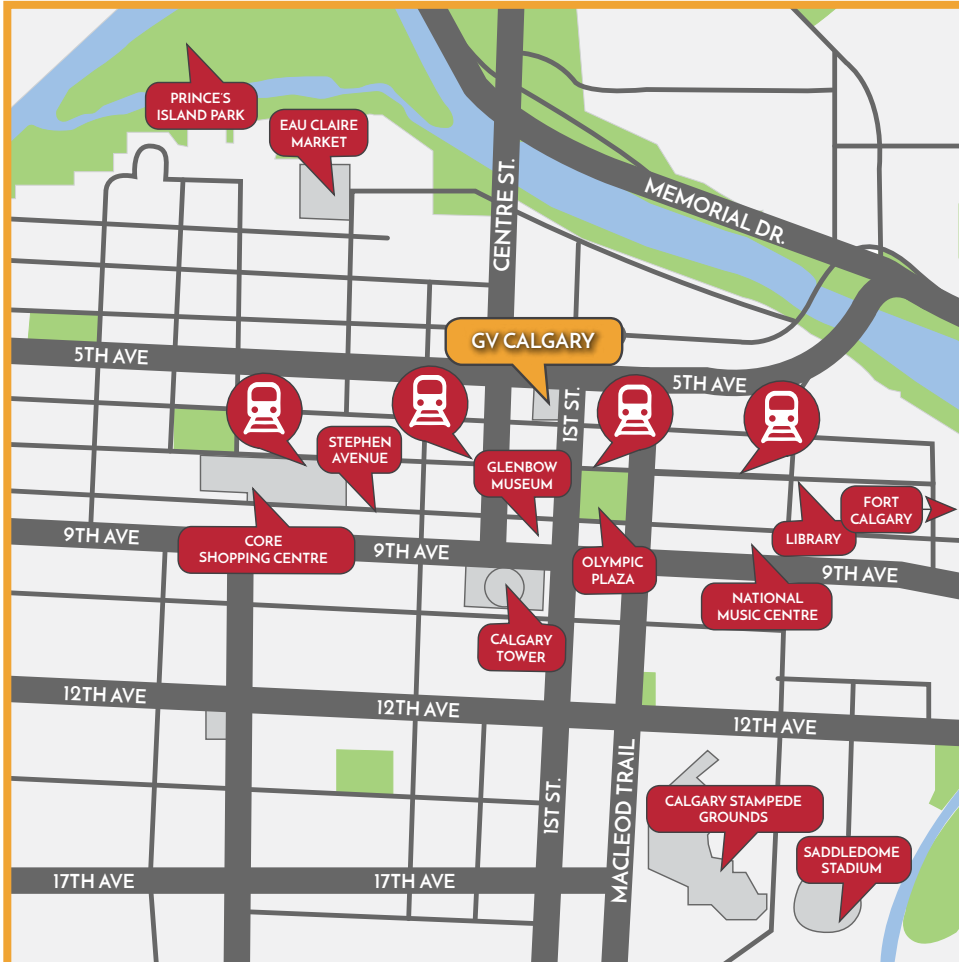 PRINCE'S
ISLAND PARK
EAU CLAIRE
MARKET
CENTRE ST.
MEMORIAL DR.
GV CALGARY
5TH AVE
5TH AVE
1ST ST.
STEPHEN
AVENUE
GLENBOW
MUSEUM
FORT
CALGARY
LIBRARY
9TH AVE
CORE
SHOPPING CENTRE
9TH AVE
OLYMPIC
PLAZA
9TH AVE
NATIONAL
MUSIC CENTRE
CALGARY
TOWER
12TH AVE
12TH AVE
12TH AVE
1ST ST.
MACLEOD TRAIL
CALGARY STAMPEDE
GROUNDS
SADDLEDOME
STADIUM
17TH AVE
17TH AVE